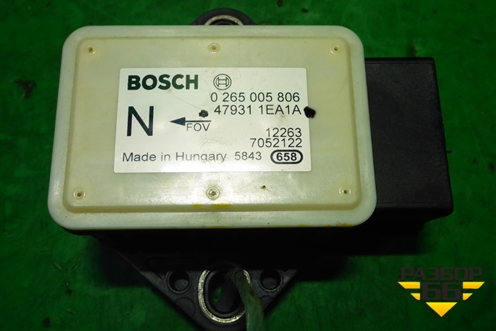 BOSCH
0 265 005 806
47931 1EA1A
N
FOV
12263
7052122
Made in Hungary 5843 658
РАЗБОР
66